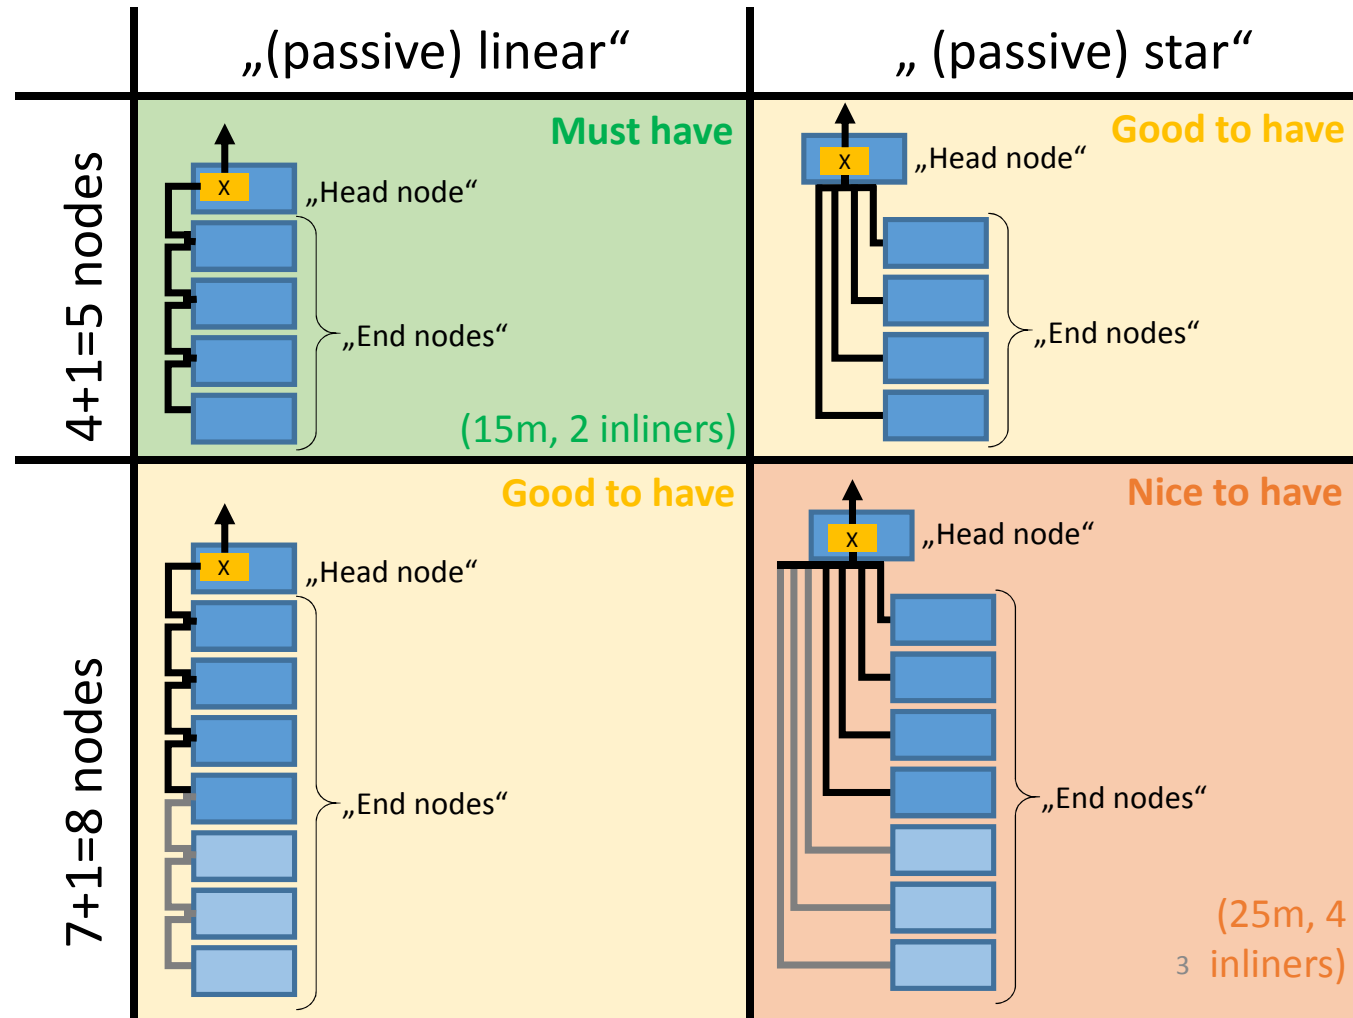 „(passive) linear“
„ (passive) star“
4+1=5 nodes
Must have
X
„Head node“
„End nodes“
(15m, 2 inliners)
Good to have
X
„Head node“
„End nodes“
7+1=8 nodes
Good to have
X
„Head node“
„End nodes“
Nice to have
X
„Head node“
„End nodes“
(25m, 4
inliners)
3